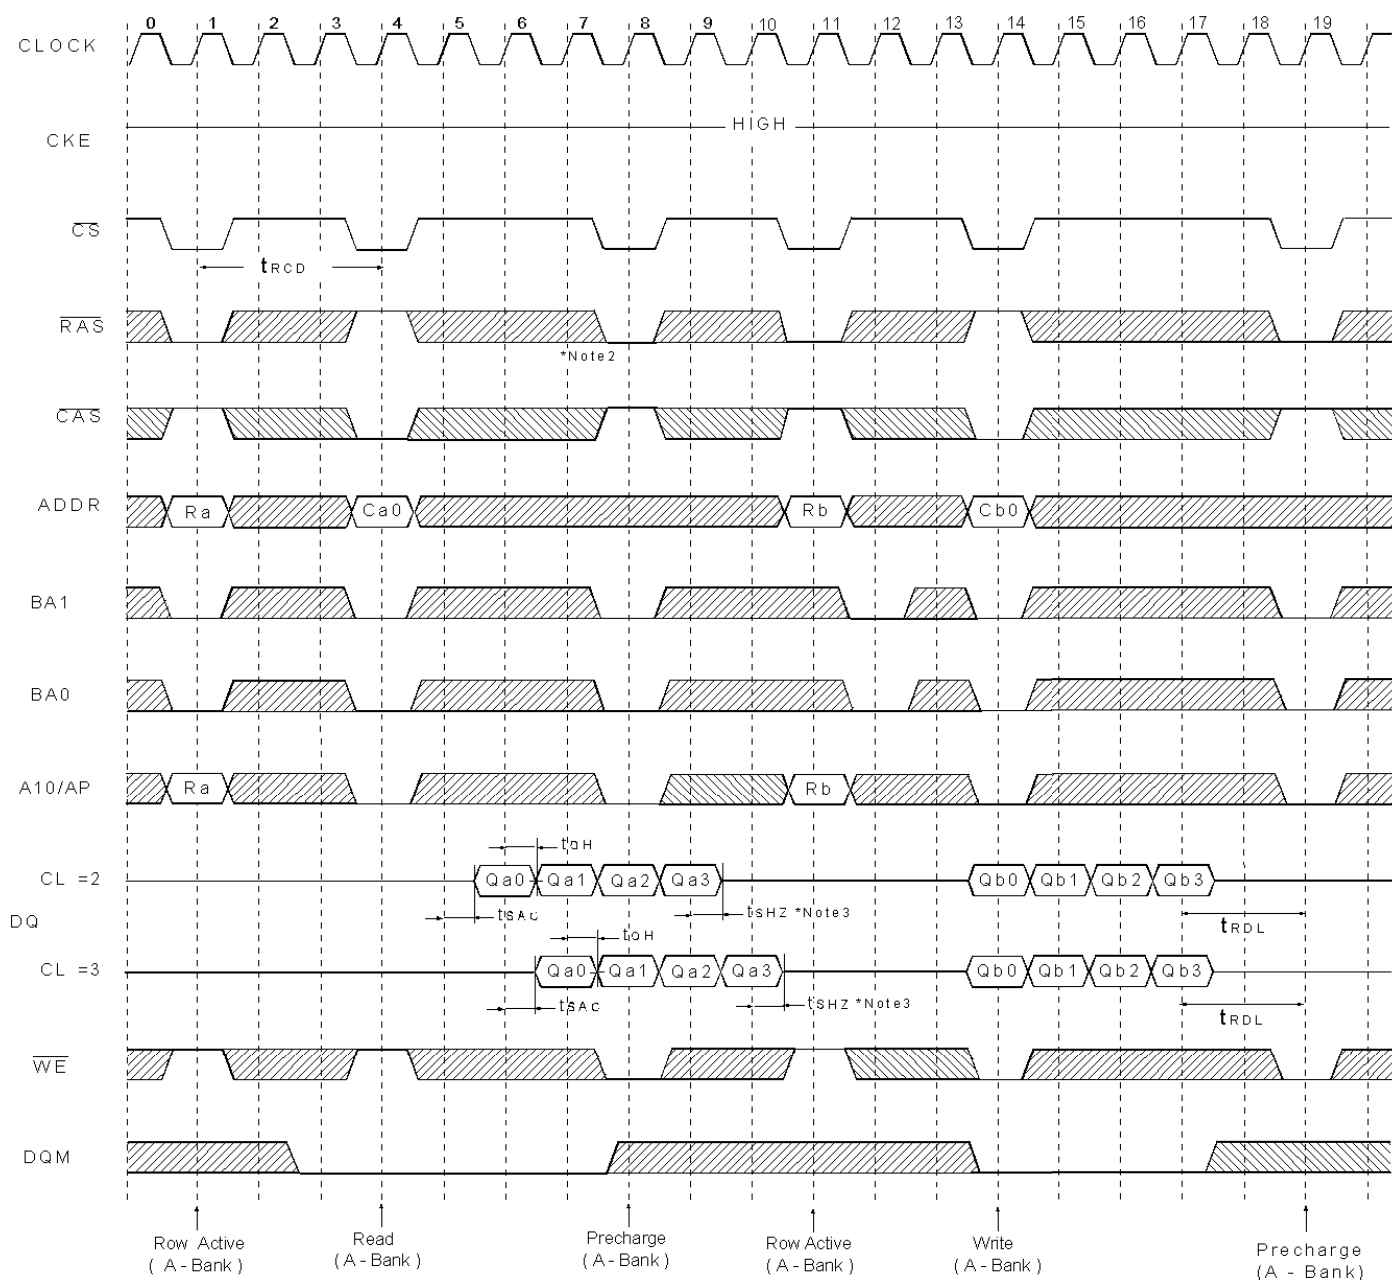 0 1 2 3 4 5 6 7 8 9 10 11 12 13 14 15 16 17 18 19
CLOCK
HIGH
CKE
CS
tRCD
RAS
*Note2
CAS
ADDR Ra Ca0 Rb Cb0
BA1
BA0
A10/AP Ra Rb
tOH
CL =2 Qa0 Qa1 Qa2 Qa3 Qb0 Qb1 Qb2 Qb3
tSAC tSHZ *Note3
DQ tRDL
tOH
CL =3 Qa0 Qa1 Qa2 Qa3 Qb0 Qb1 Qb2 Qb3
tSAC tSHZ *Note3
tRDL
WE
DQM
Row Active Read Precharge Row Active Write Precharge
(A-Bank) (A-Bank) (A-Bank) (A-Bank) (A-Bank) (A - Bank)